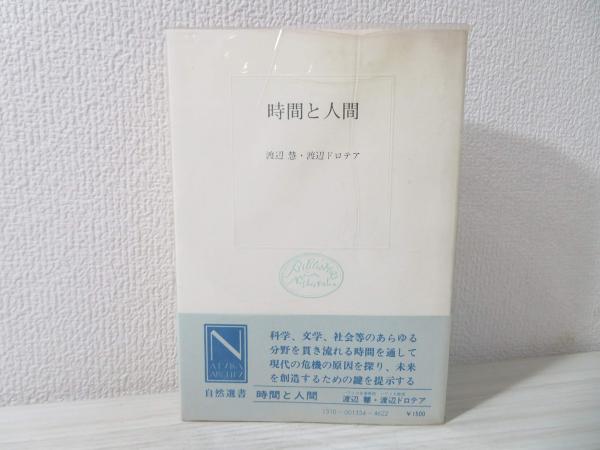 時間と人間
渡辺 慧・渡辺ドロテア
N
科学、文学、社会等のあらゆる
分野を貫き流れる時間を通して
現代の危機の原因を探り、未来
を創造するための鍵を提示する
自然選書
時間と人間
渡辺 慧・渡辺ドロテア
1310-001334-4622
¥1500